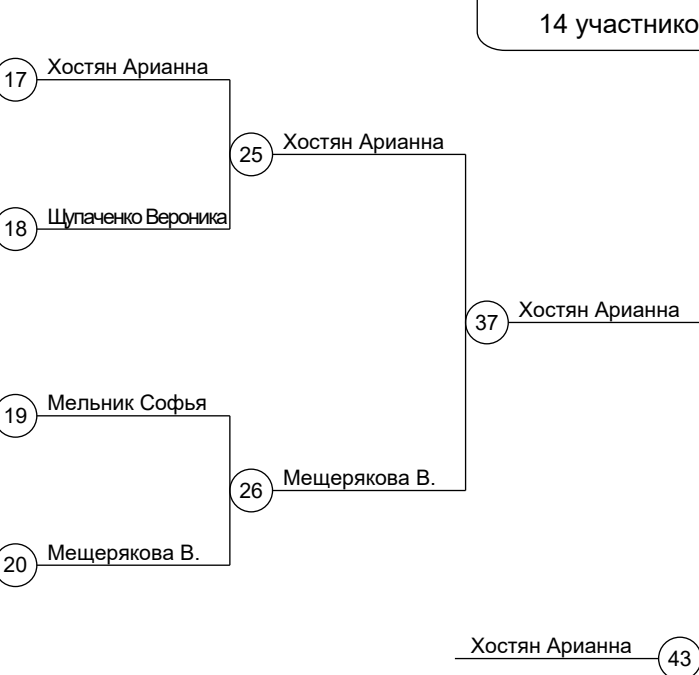 14 участнико
Хостян Арианна
17
Хостян Арианна
25
Щупаченко Вероника
18
Хостян Арианна
37
Мельник Софья
19
Мещерякова В.
26
Мещерякова В.
20
Хостян Арианна
43